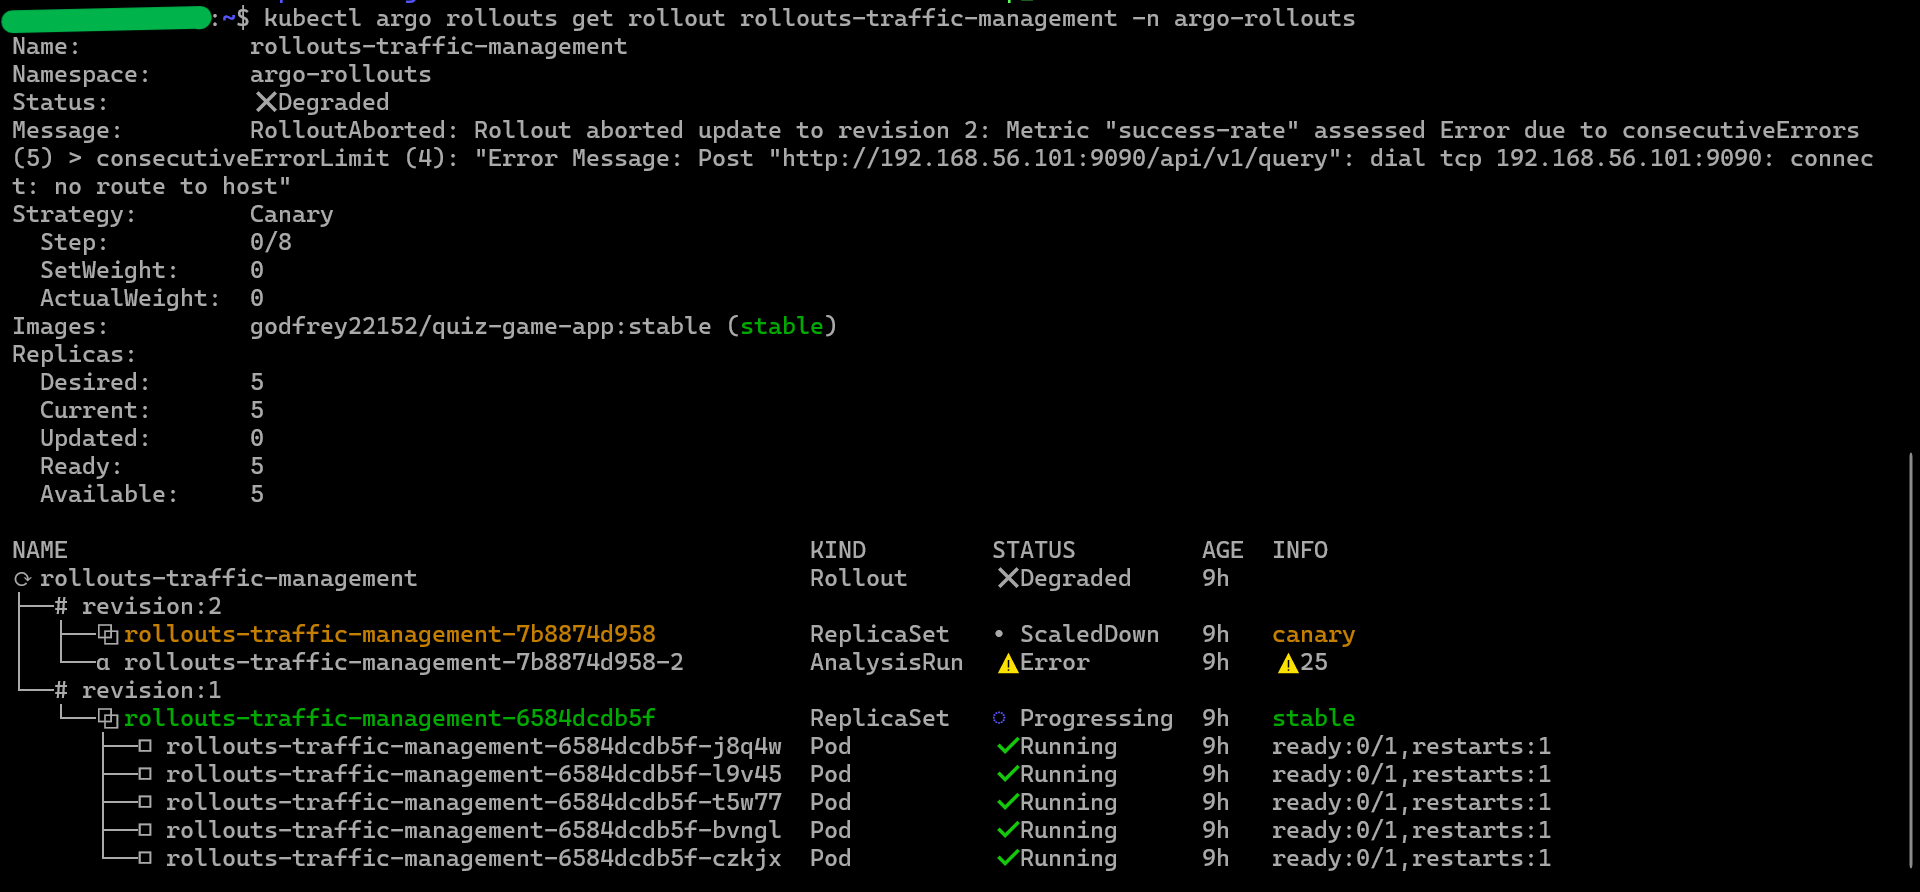 :~$ kubectl argo rollouts get rollout rollouts-traffic-management -n argo-rollouts
Name: rollouts-traffic-management
Namespace: argo-rollouts
Status: ✖Degraded
Message: RolloutAborted: Rollout aborted update to revision 2: Metric "success-rate" assessed Error due to consecutiveErrors
(5) > consecutiveErrorLimit (4): "Error Message: Post "http://192.168.56.101:9090/api/v1/query": dial tcp 192.168.56.101:9090: connec
t: no route to host"
Strategy: Canary
Step: 0/8
SetWeight: 0
ActualWeight: 0
Images: godfrey22152/quiz-game-app:stable (stable)
Replicas:
Desired: 5
Current: 5
Updated: 0
Ready: 5
Available: 5
NAME KIND STATUS AGE INFO
⟳ rollouts-traffic-management Rollout ✖Degraded 9h
├──# revision:2
│  ├──⧉ rollouts-traffic-management-7b8874d958 ReplicaSet • ScaledDown 9h canary
│  └──α rollouts-traffic-management-7b8874d958-2 AnalysisRun ⚠Error 9h ⚠25
└──# revision:1
   └──⧉ rollouts-traffic-management-6584dcdb5f ReplicaSet ◌ Progressing 9h stable
      ├──□ rollouts-traffic-management-6584dcdb5f-j8q4w Pod ✔Running 9h ready:0/1,restarts:1
      ├──□ rollouts-traffic-management-6584dcdb5f-l9v45 Pod ✔Running 9h ready:0/1,restarts:1
      ├──□ rollouts-traffic-management-6584dcdb5f-t5w77 Pod ✔Running 9h ready:0/1,restarts:1
      ├──□ rollouts-traffic-management-6584dcdb5f-bvngl Pod ✔Running 9h ready:0/1,restarts:1
      └──□ rollouts-traffic-management-6584dcdb5f-czkjx Pod ✔Running 9h ready:0/1,restarts:1